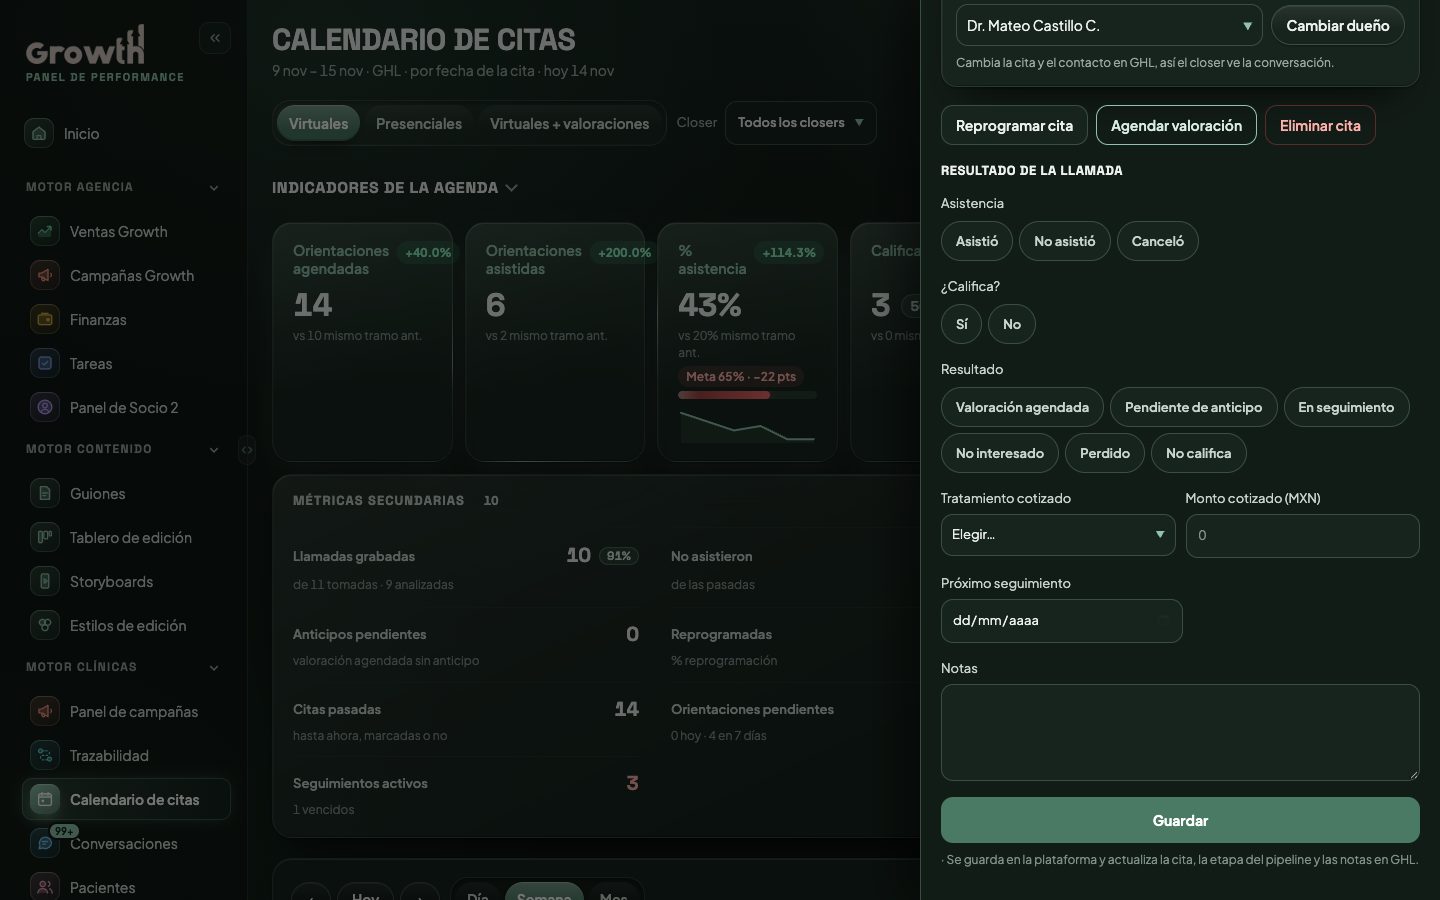 Growth
PANEL DE PERFORMANCE
Inicio
MOTOR AGENCIA
Ventas Growth
Campañas Growth
Finanzas
Tareas
Panel de Socio 2
MOTOR CONTENIDO
Guiones
Tablero de edición
Storyboards
Estilos de edición
MOTOR CLÍNICAS
Panel de campañas
Trazabilidad
Calendario de citas
99+
Conversaciones
Pacientes
CALENDARIO DE CITAS
9 nov – 15 nov · GHL · por fecha de la cita · hoy 14 nov
Virtuales Presenciales Virtuales + valoraciones Closer Todos los closers
INDICADORES DE LA AGENDA
Orientaciones agendadas +40.0%
14
vs 10 mismo tramo ant.
Orientaciones asistidas +200.0%
6
vs 2 mismo tramo ant.
% asistencia +114.3%
43%
vs 20% mismo tramo
ant.
Meta 65% · −22 pts
3
MÉTRICAS SECUNDARIAS 10
Llamadas grabadas 10 91%
de 11 tomadas · 9 analizadas
No asistieron
de las pasadas
Anticipos pendientes 0
valoración agendada sin anticipo
Reprogramadas
% reprogramación
Citas pasadas 14
hasta ahora, marcadas o no
Orientaciones pendientes
0 hoy · 4 en 7 días
Seguimientos activos 3
1 vencidos
Hoy Día Semana Mes
Dr. Mateo Castillo C. Cambiar dueño
Cambia la cita y el contacto en GHL, así el closer ve la conversación.
Reprogramar cita Agendar valoración Eliminar cita
RESULTADO DE LA LLAMADA
Asistencia
Asistió No asistió Canceló
¿Califica?
Sí No
Resultado
Valoración agendada Pendiente de anticipo En seguimiento
No interesado Perdido No califica
Tratamiento cotizado Monto cotizado (MXN)
Elegir... 0
Próximo seguimiento
dd/mm/aaaa
Notas
Guardar
· Se guarda en la plataforma y actualiza la cita, la etapa del pipeline y las notas en GHL.